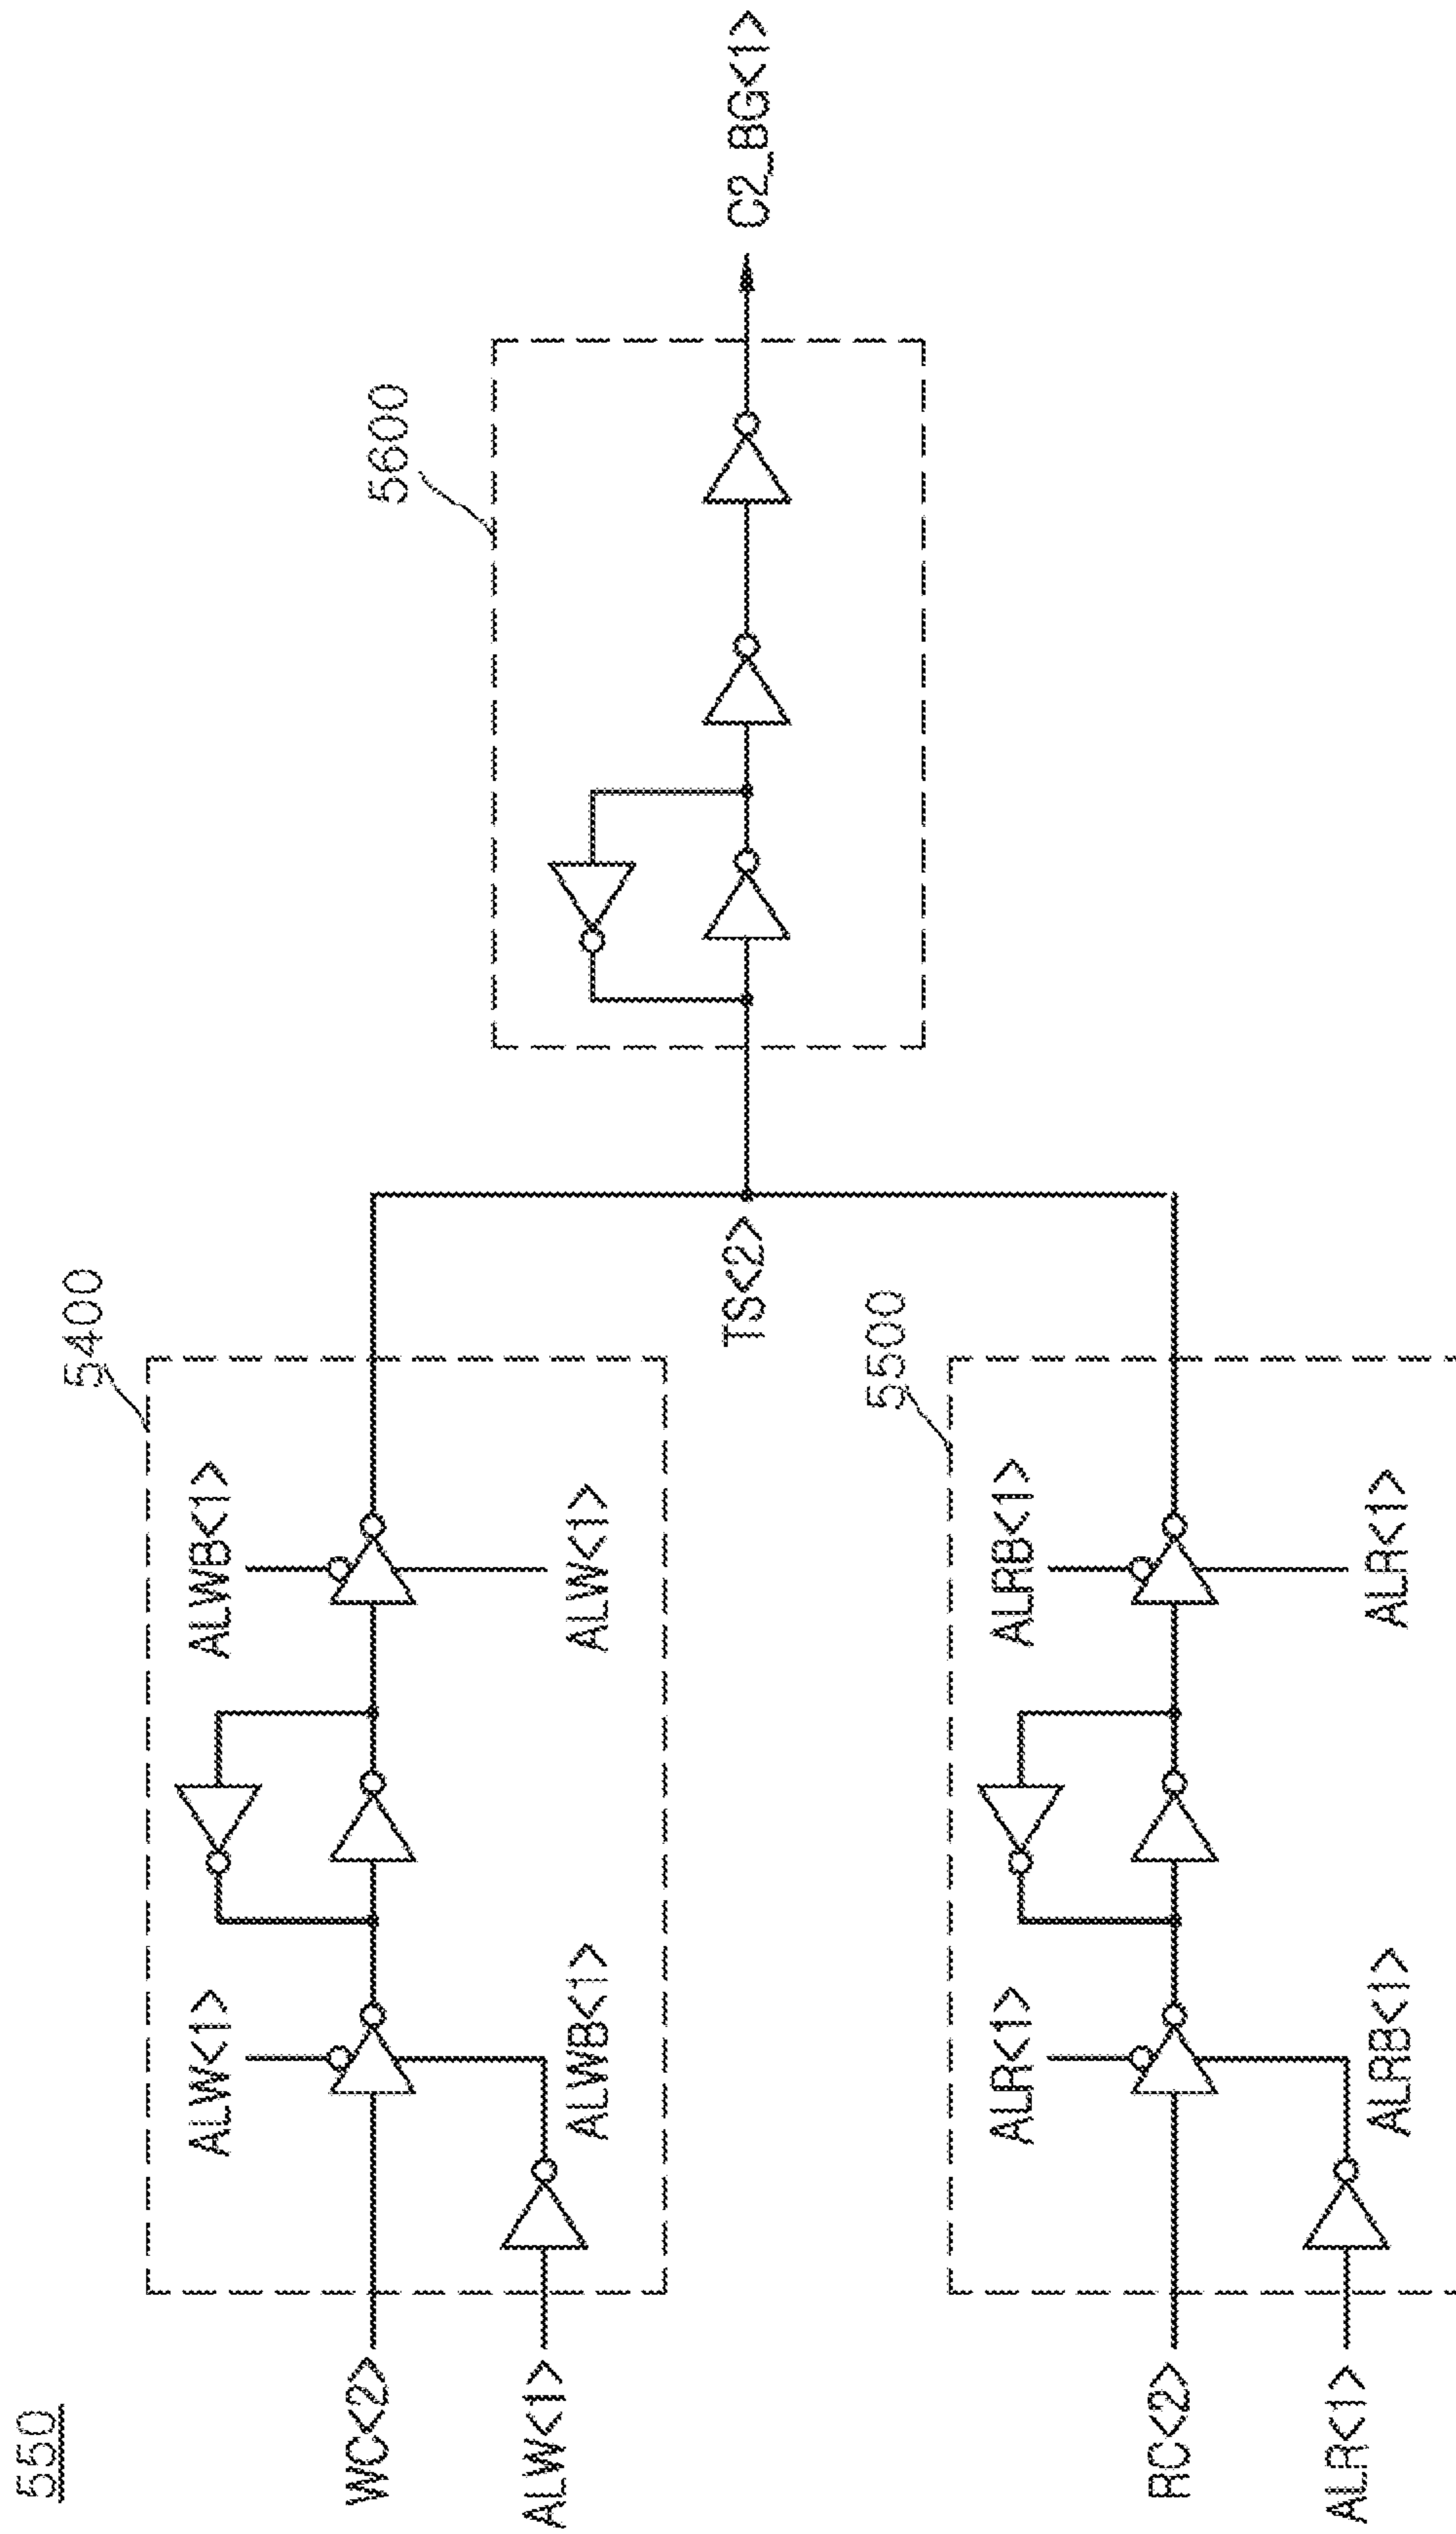 550
5400
ALW<1>
ALWB<1>
WC<2>
ALWB<1>
ALW<1>
ALW<1>
5600
TS<2>
C2_BG<1>
5500
ALR<1>
ALRB<1>
RC<2>
ALRB<1>
ALR<1>
ALR<1>